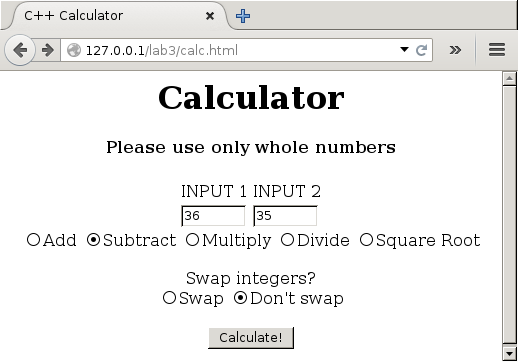 C++ Calculator
127.0.0.1/lab3/calc.html
Calculator
Please use only whole numbers
INPUT 1 INPUT 2
36 35
Add Subtract Multiply Divide Square Root
Swap integers?
Swap Don't swap
Calculate!